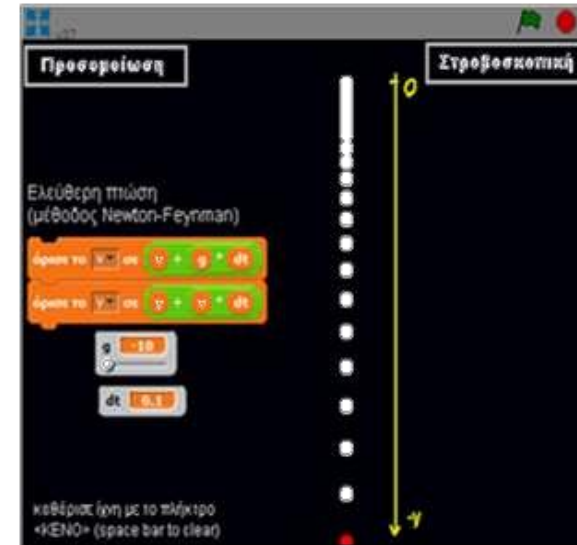 v27
Προσομοίωση
Στροβοσκοπική
0
Ελεύθερη πτώση
(μέθοδος Newton-Feynman)
όρισε το v σε v + g * dt
όρισε το y σε y + v * dt
g -10
dt 0.1
καθάρισε ίχνη με το πλήκτρο
«ΚΕΝΟ» (space bar to clear)
-y